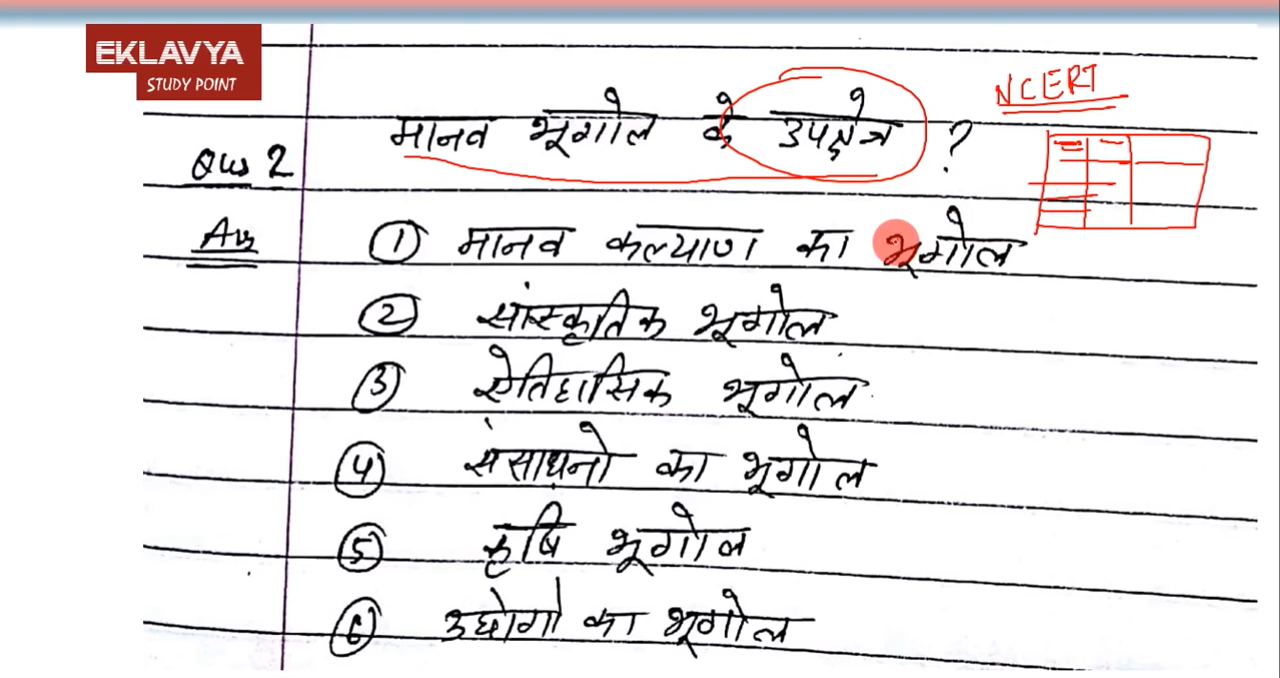 EKLAVYA
STUDY POINT
NCERT
Qus 2 मानव भूगोल के उपक्षेत्र ?
Ans ① मानव कल्याण का भूगोल
② सांस्कृतिक भूगोल
③ ऐतिहासिक भूगोल
④ संसाधनो का भूगोल
⑤ कृषि भूगोल
⑥ उद्योगो का भूगोल